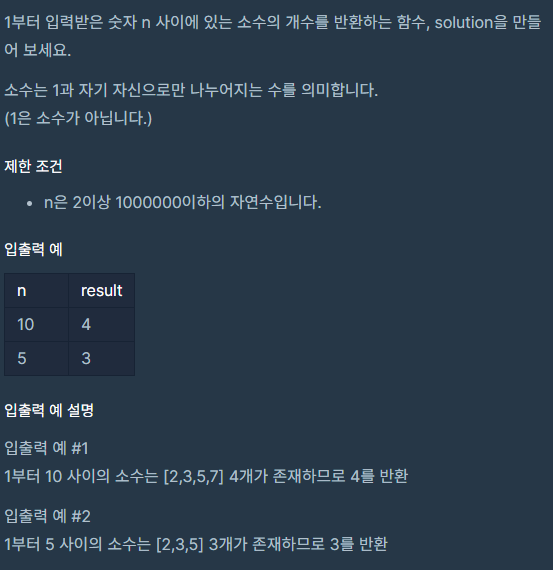 1부터 입력받은 숫자 n 사이에 있는 소수의 개수를 반환하는 함수, solution을 만들
어 보세요.
소수는 1과 자기 자신으로만 나누어지는 수를 의미합니다.
(1은 소수가 아닙니다.)
제한 조건
• n은 2이상 1000000이하의 자연수입니다.
입출력 예
n result
10 4
5 3
입출력 예 설명
입출력 예 #1
1부터 10 사이의 소수는 [2,3,5,7] 4개가 존재하므로 4를 반환
입출력 예 #2
1부터 5 사이의 소수는 [2,3,5] 3개가 존재하므로 3를 반환